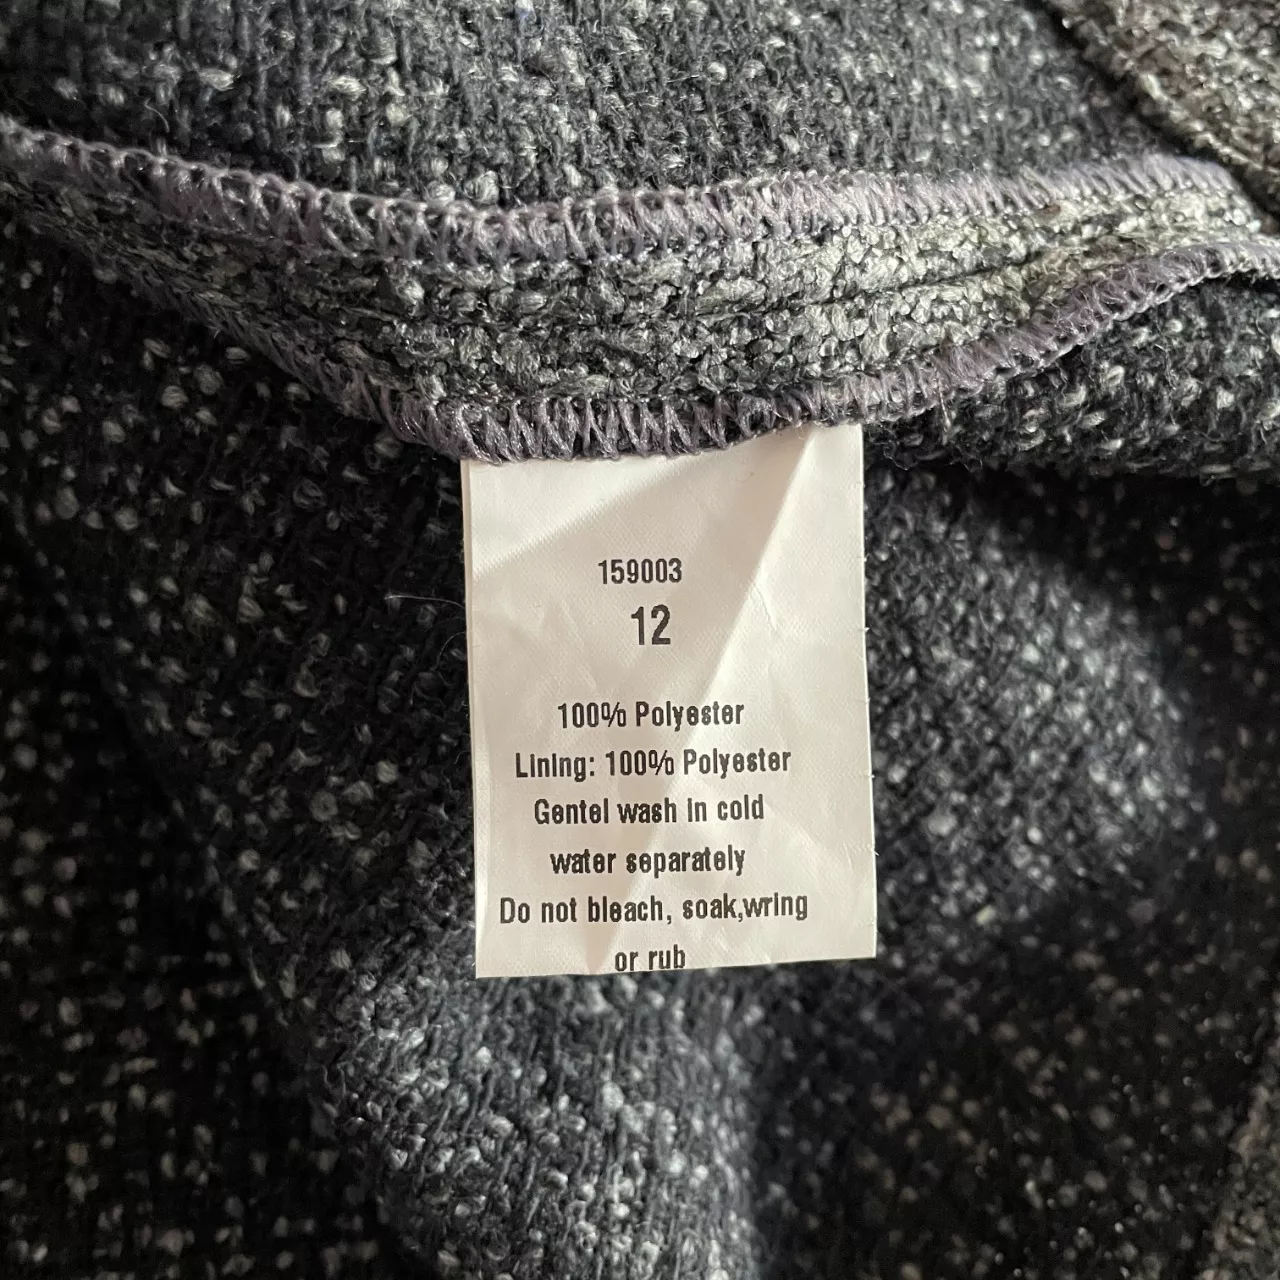 159003
12
100% Polyester
Lining: 100% Polyester
Gentel wash in cold
water separately
Do not bleach, soak,wring
or rub